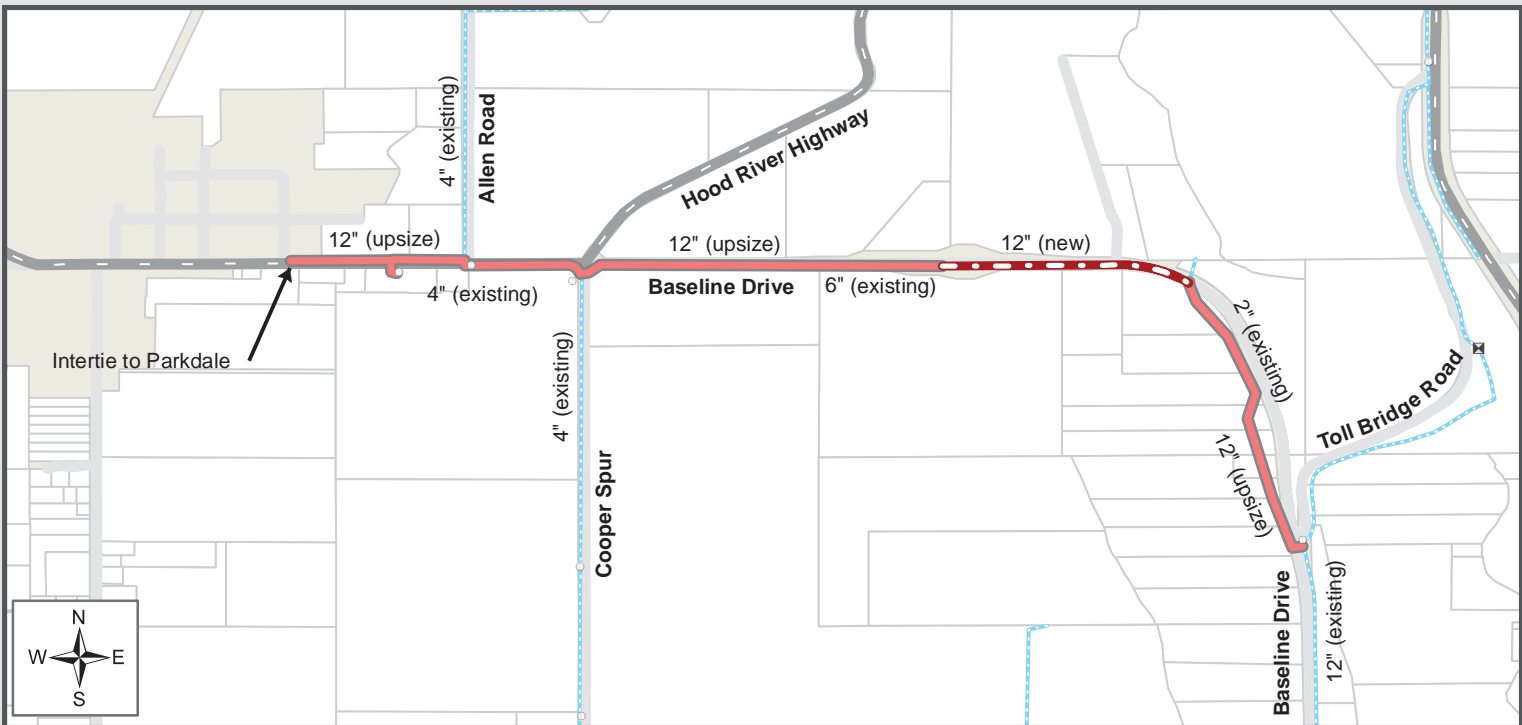 4" (existing)
Allen Road
Hood River Highway
12" (upsize)
12" (upsize)
12" (new)
4" (existing)
Baseline Drive
6" (existing)
Intertie to Parkdale
2" (existing)
Toll Bridge Road
4" (existing)
Cooper Spur
12" (upsize)
Baseline Drive
12" (existing)
N
W
E
S